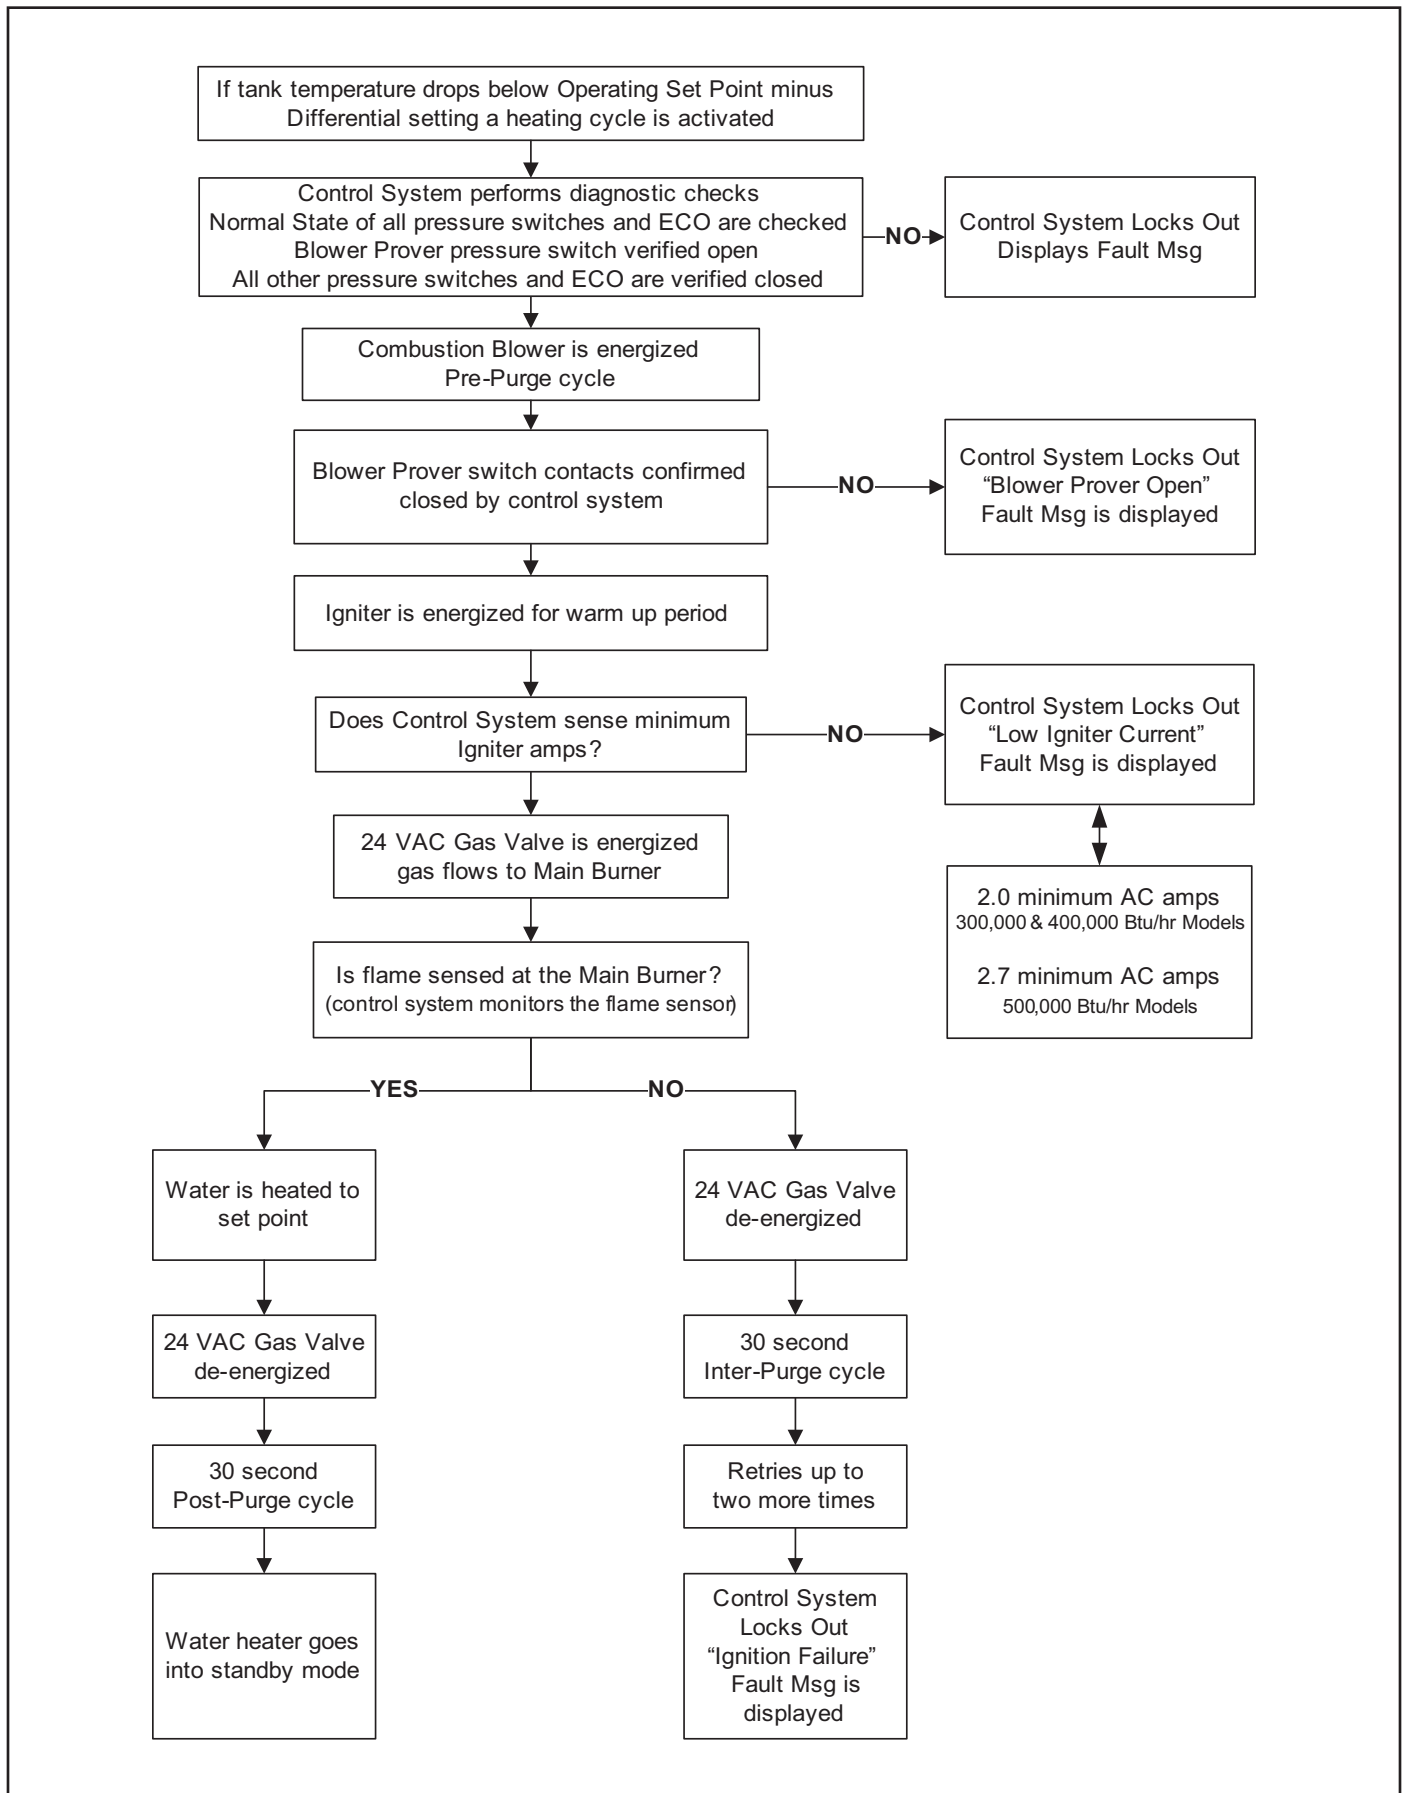 If tank temperature drops below Operating Set Point minus
Differential setting a heating cycle is activated
Control System performs diagnostic checks
Normal State of all pressure switches and ECO are checked
Blower Prover pressure switch verified open
All other pressure switches and ECO are verified closed
NO
Control System Locks Out
Displays Fault Msg
Combustion Blower is energized
Pre-Purge cycle
Blower Prover switch contacts confirmed
closed by control system
NO
Control System Locks Out
“Blower Prover Open”
Fault Msg is displayed
Igniter is energized for warm up period
Does Control System sense minimum
Igniter amps?
NO
Control System Locks Out
“Low Igniter Current”
Fault Msg is displayed
2.0 minimum AC amps
300,000 & 400,000 Btu/hr Models
2.7 minimum AC amps
500,000 Btu/hr Models
24 VAC Gas Valve is energized
gas flows to Main Burner
Is flame sensed at the Main Burner?
(control system monitors the flame sensor)
YES
NO
Water is heated to
set point
24 VAC Gas Valve
de-energized
30 second
Post-Purge cycle
Water heater goes
into standby mode
24 VAC Gas Valve
de-energized
30 second
Inter-Purge cycle
Retries up to
two more times
Control System
Locks Out
“Ignition Failure”
Fault Msg is
displayed